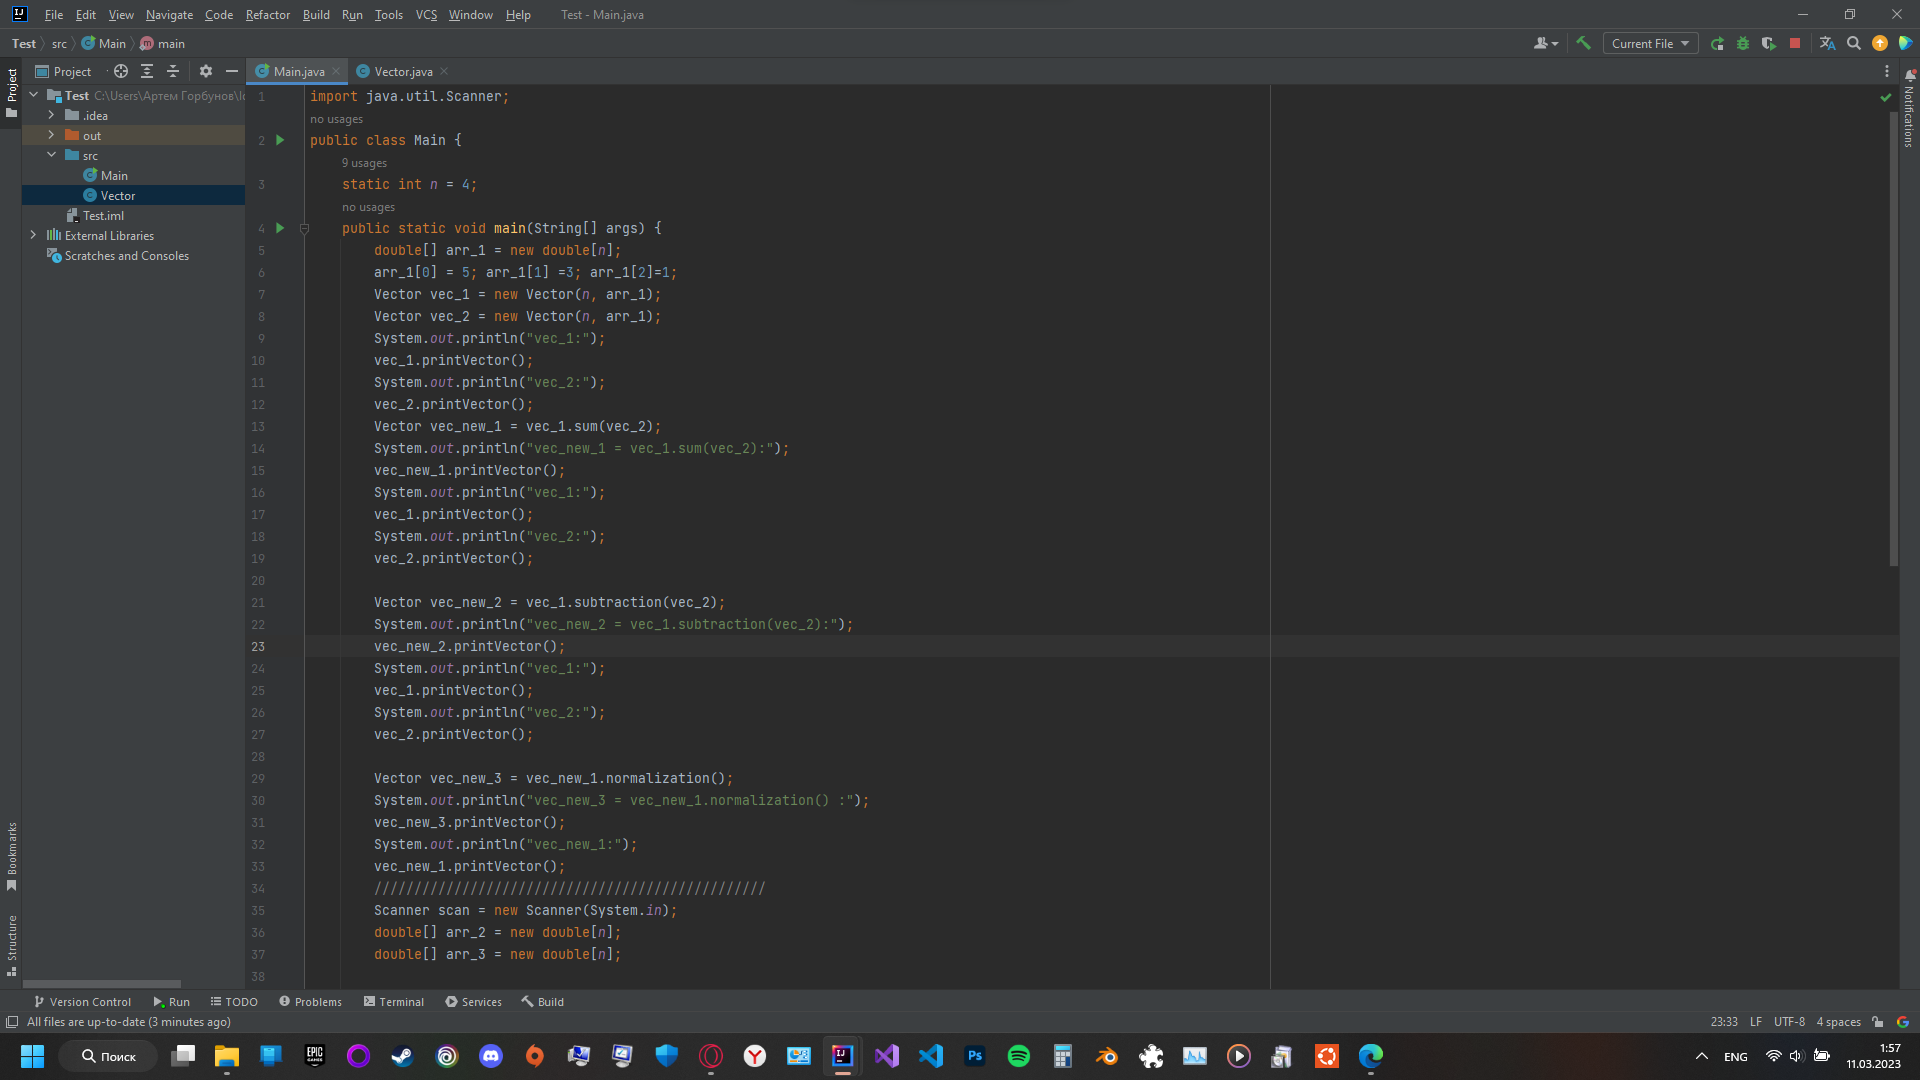 File Edit View Navigate Code Refactor Build Run Tools VCS Window Help Test - Main.java
Test src Main main Current File
Project Main.java Vector.java
Project
Test C:\Users\Артем Горбунов\
.idea
out
src
Main
Vector
Test.iml
External Libraries
Scratches and Consoles
Bookmarks
Structure
Notifications
1 import java.util.Scanner;
no usages
2 public class Main {
9 usages
3 static int n = 4;
no usages
4 public static void main(String[] args) {
5 double[] arr_1 = new double[n];
6 arr_1[0] = 5; arr_1[1] =3; arr_1[2]=1;
7 Vector vec_1 = new Vector(n, arr_1);
8 Vector vec_2 = new Vector(n, arr_1);
9 System.out.println("vec_1:");
10 vec_1.printVector();
11 System.out.println("vec_2:");
12 vec_2.printVector();
13 Vector vec_new_1 = vec_1.sum(vec_2);
14 System.out.println("vec_new_1 = vec_1.sum(vec_2):");
15 vec_new_1.printVector();
16 System.out.println("vec_1:");
17 vec_1.printVector();
18 System.out.println("vec_2:");
19 vec_2.printVector();
20
21 Vector vec_new_2 = vec_1.subtraction(vec_2);
22 System.out.println("vec_new_2 = vec_1.subtraction(vec_2):");
23 vec_new_2.printVector();
24 System.out.println("vec_1:");
25 vec_1.printVector();
26 System.out.println("vec_2:");
27 vec_2.printVector();
28
29 Vector vec_new_3 = vec_new_1.normalization();
30 System.out.println("vec_new_3 = vec_new_1.normalization() :");
31 vec_new_3.printVector();
32 System.out.println("vec_new_1:");
33 vec_new_1.printVector();
34 /////////////////////////////////////////////////
35 Scanner scan = new Scanner(System.in);
36 double[] arr_2 = new double[n];
37 double[] arr_3 = new double[n];
38
Version Control Run TODO Problems Terminal Services Build
All files are up-to-date (3 minutes ago) 23:33 LF UTF-8 4 spaces
Поиск ENG 1:57
11.03.2023